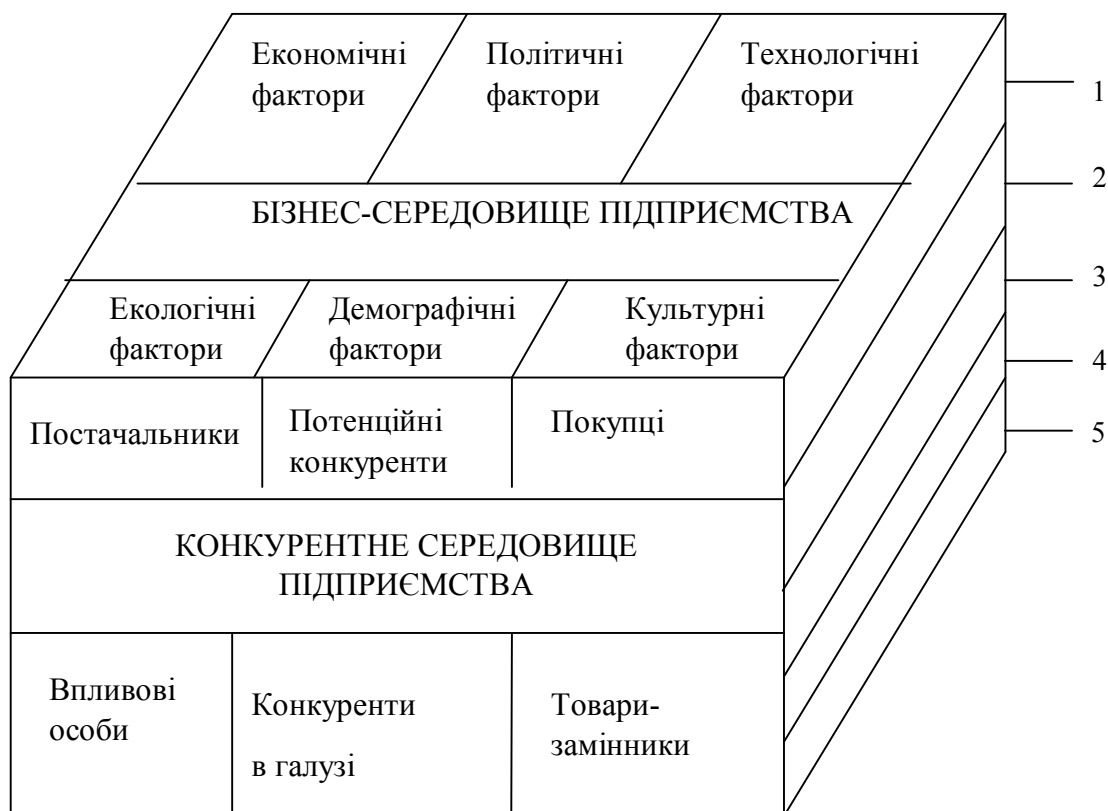 Економічні
фактори
Політичні
фактори
Технологічні
фактори
1
2
БІЗНЕС-СЕРЕДОВИЩЕ ПІДПРИЄМСТВА
3
Екологічні
фактори
Демографічні
фактори
Культурні
фактори
4
Постачальники
Потенційні
конкуренти
Покупці
5
КОНКУРЕНТНЕ СЕРЕДОВИЩЕ
ПІДПРИЄМСТВА
Впливові
особи
Конкуренти
в галузі
Товари-
замінники